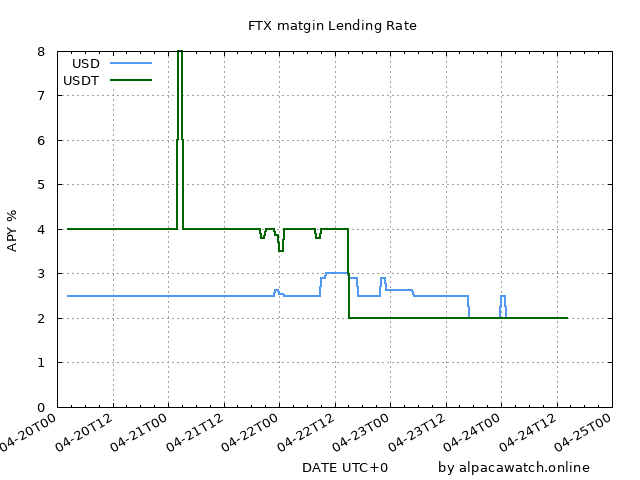 FTX matgin Lending Rate
USD
USDT
8
7
6
5
4
3
2
1
0
APY %
04-20T00 04-20T12 04-21T00 04-21T12 04-22T00 04-22T12 04-23T00 04-23T12 04-24T00 04-24T12 04-25T00
DATE UTC+0 by alpacawatch.online